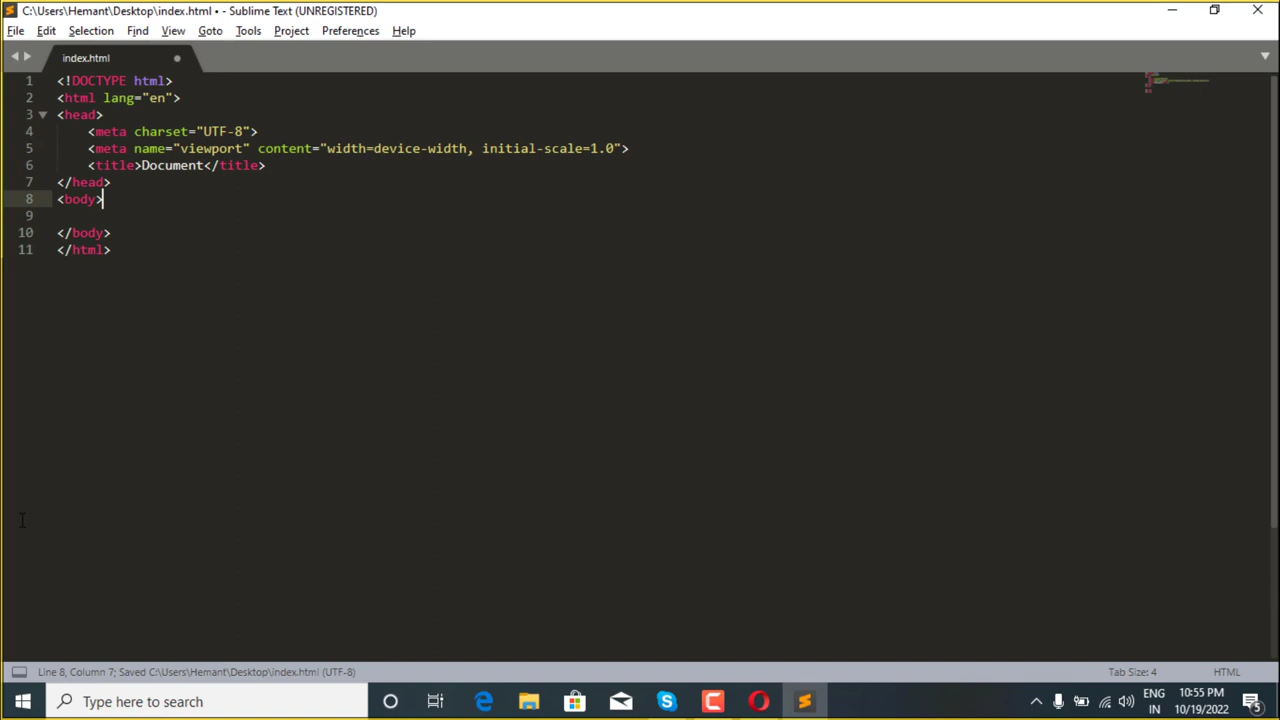 C:\Users\Hemant\Desktop\index.html • - Sublime Text (UNREGISTERED)
File Edit Selection Find View Goto Tools Project Preferences Help
index.html
1 <!DOCTYPE html>
2 <html lang="en">
3 <head>
4 <meta charset="UTF-8">
5 <meta name="viewport" content="width=device-width, initial-scale=1.0">
6 <title>Document</title>
7 </head>
8 <body>
9
10 </body>
11 </html>
Line 8, Column 7; Saved C:\Users\Hemant\Desktop\index.html (UTF-8) Tab Size: 4 HTML
Type here to search
ENG
IN
10:55 PM
10/19/2022
5